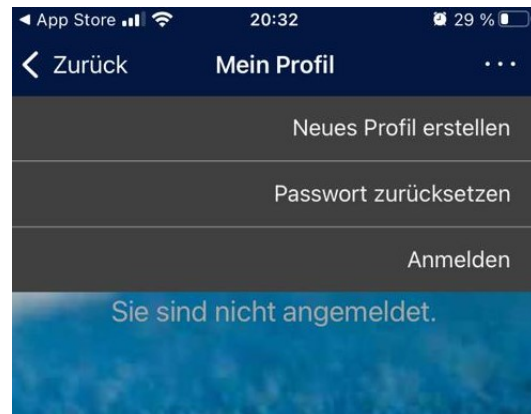 ◀ App Store 20:32 29 %
Zurück Mein Profil ...
Neues Profil erstellen
Passwort zurücksetzen
Anmelden
Sie sind nicht angemeldet.